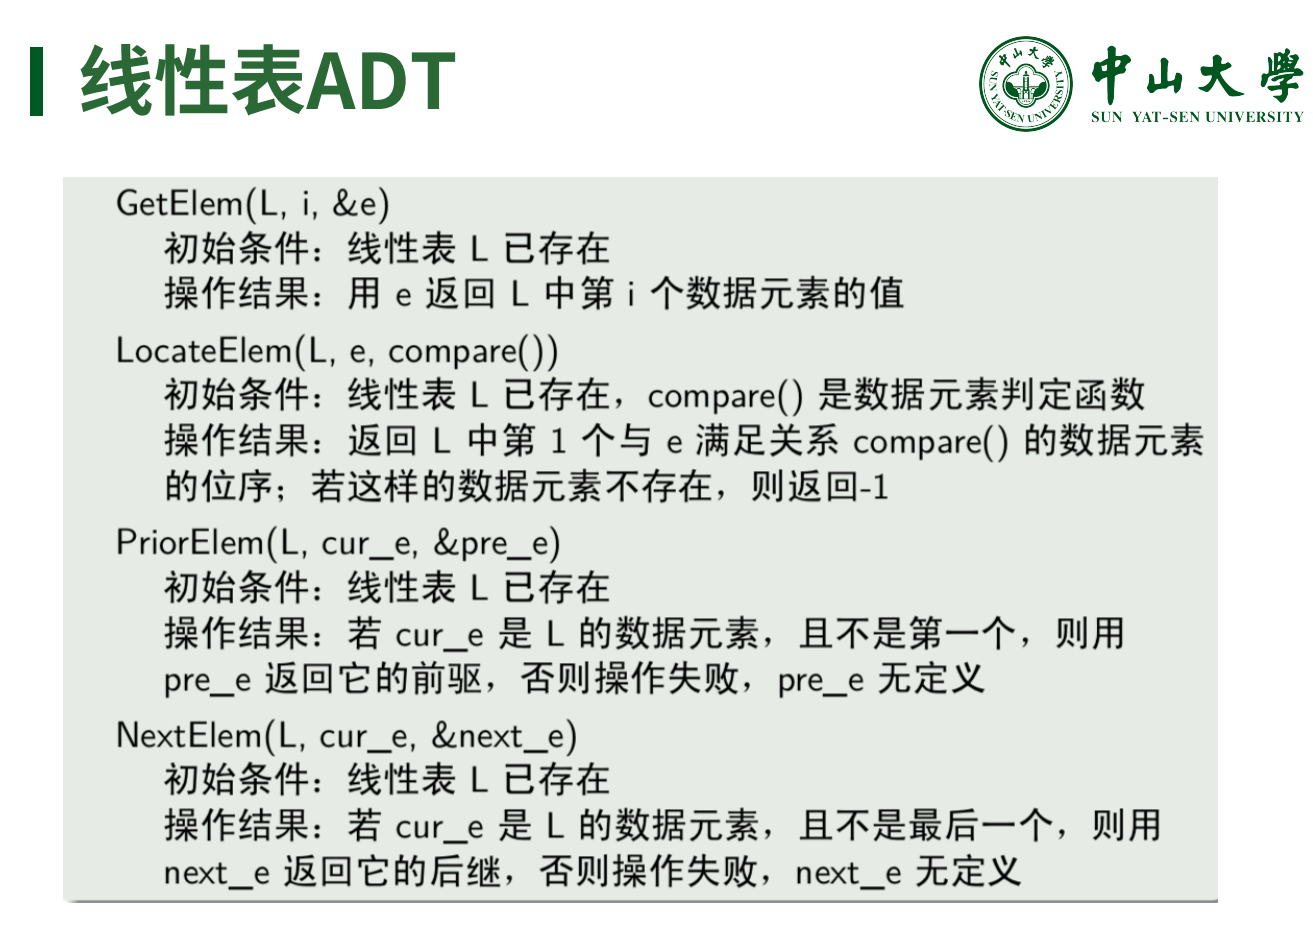 线性表ADT
中山大學
SUN YAT-SEN UNIVERSITY
中山大學
SUN YAT-SEN UNIVERSITY
GetElem(L, i, &e)
初始条件：线性表 L 已存在
操作结果：用 e 返回 L 中第 i 个数据元素的值
LocateElem(L, e, compare())
初始条件：线性表 L 已存在，compare() 是数据元素判定函数
操作结果：返回 L 中第 1 个与 e 满足关系 compare() 的数据元素
的位序；若这样的数据元素不存在，则返回-1
PriorElem(L, cur_e, &pre_e)
初始条件：线性表 L 已存在
操作结果：若 cur_e 是 L 的数据元素，且不是第一个，则用
pre_e 返回它的前驱，否则操作失败，pre_e 无定义
NextElem(L, cur_e, &next_e)
初始条件：线性表 L 已存在
操作结果：若 cur_e 是 L 的数据元素，且不是最后一个，则用
next_e 返回它的后继，否则操作失败，next_e 无定义